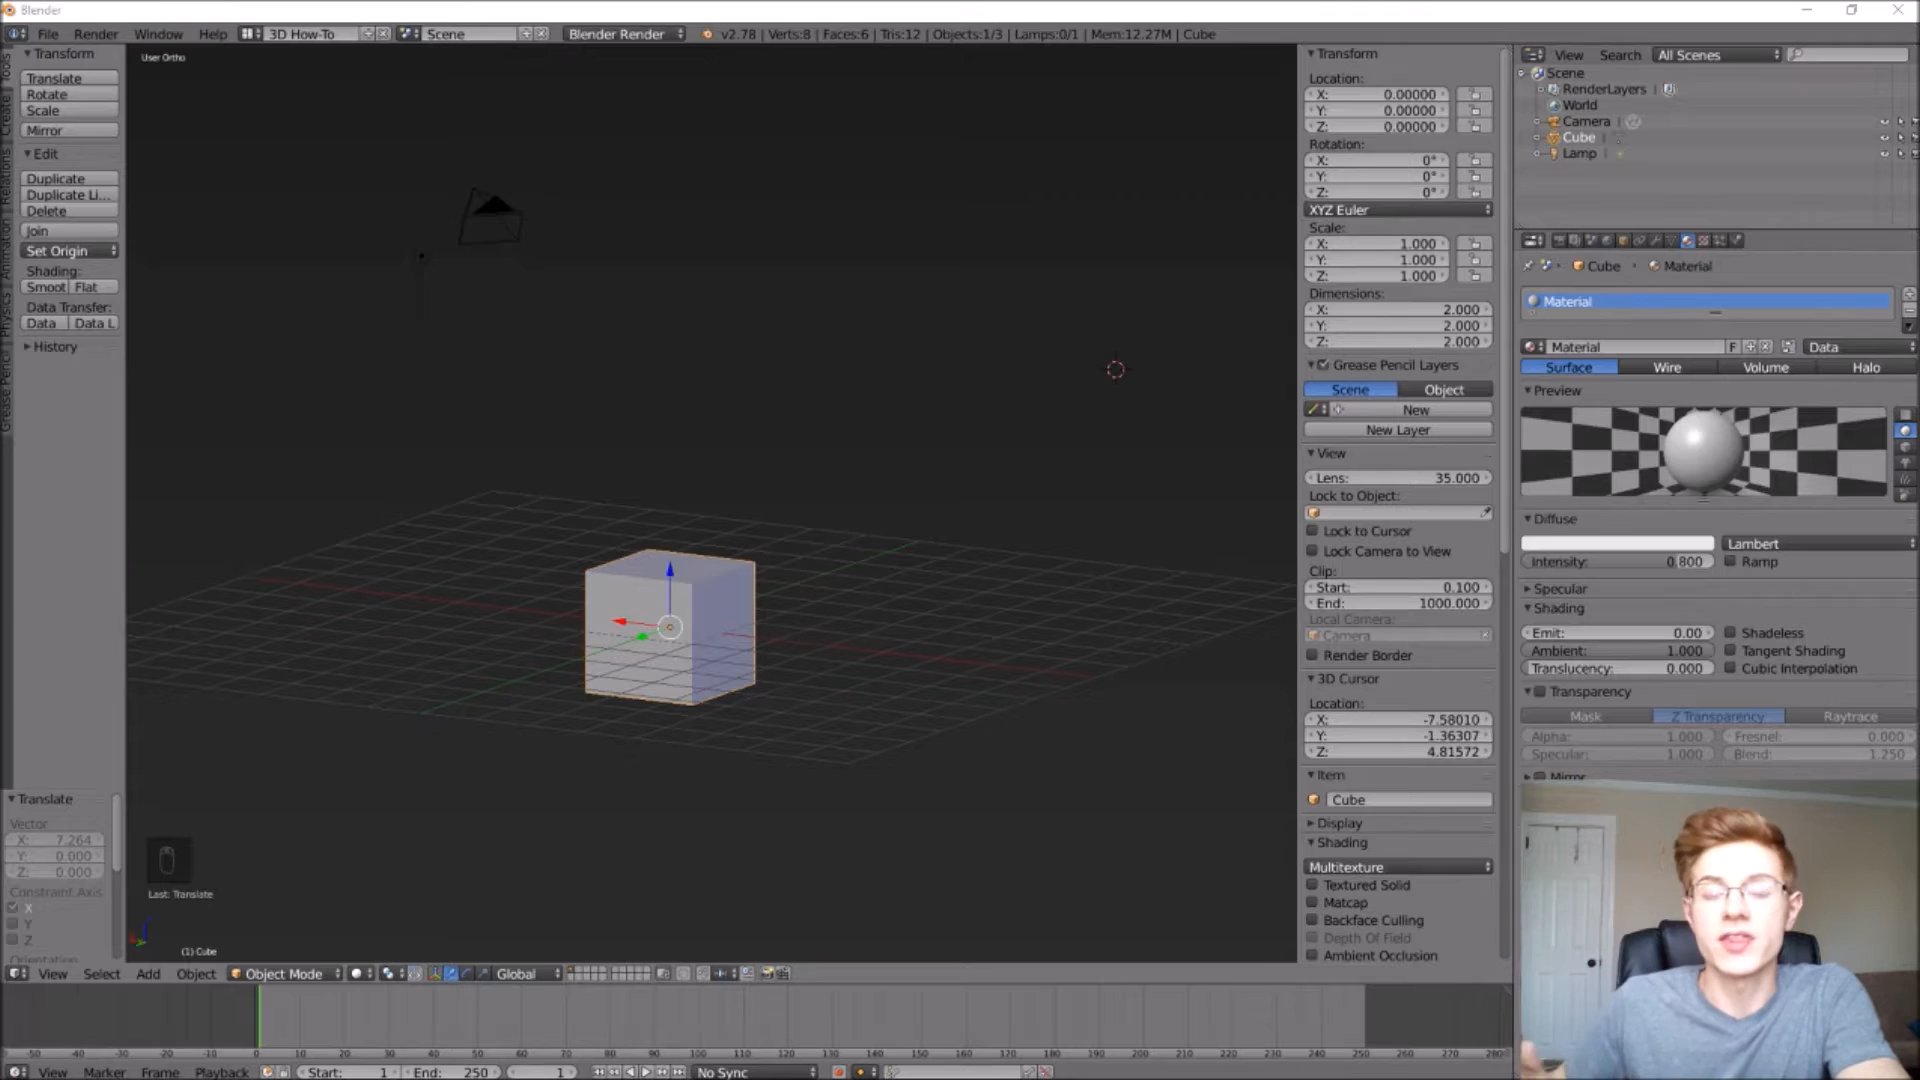 Blender
File Render Window Help 3D How-To Scene Blender Render v2.78 | Verts:8 | Faces:6 | Tris:12 | Objects:1/3 | Lamps:0/1 | Mem:12.27M | Cube
Tools
Create
Relations
Animation
Physics
Grease Pencil
Transform
Translate
Rotate
Scale
Mirror
Edit
Duplicate
Duplicate Li...
Delete
Join
Set Origin
Shading:
Smoot Flat
Data Transfer:
Data Data L
History
Translate
Vector
X: 7.264
Y: 0.000
Z: 0.000
Constraint Axis
X
Y
Z
Orientation
User Ortho
Last: Translate
(1) Cube
Transform
Location:
X: 0.00000
Y: 0.00000
Z: 0.00000
Rotation:
X: 0°
Y: 0°
Z: 0°
XYZ Euler
Scale:
X: 1.000
Y: 1.000
Z: 1.000
Dimensions:
X: 2.000
Y: 2.000
Z: 2.000
Grease Pencil Layers
Scene Object
New
New Layer
View
Lens: 35.000
Lock to Object:
Lock to Cursor
Lock Camera to View
Clip:
Start: 0.100
End: 1000.000
Local Camera:
Camera
Render Border
3D Cursor
Location:
X: -7.58010
Y: -1.36307
Z: 4.81572
Item
Cube
Display
Shading
Multitexture
Textured Solid
Matcap
Backface Culling
Depth Of Field
Ambient Occlusion
View Search All Scenes
Scene
RenderLayers
World
Camera
Cube
Lamp
Cube Material
Material
Material F Data
Surface Wire Volume Halo
Preview
Diffuse
Lambert
Intensity: 0.800 Ramp
Specular
Shading
Emit: 0.00 Shadeless
Ambient: 1.000 Tangent Shading
Translucency: 0.000 Cubic Interpolation
Transparency
Mask Z Transparency Raytrace
Alpha: 1.000 Fresnel: 0.000
Specular: 1.000 Blend: 1.250
Mirror
View Select Add Object Object Mode Global
-50 -40 -30 -20 -10 0 10 20 30 40 50 60 70 80 90 100 110 120 130 140 150 160 170 180 190 200 210 220 230 240 250 260 270 280
View Marker Frame Playback Start: 1 End: 250 1 No Sync